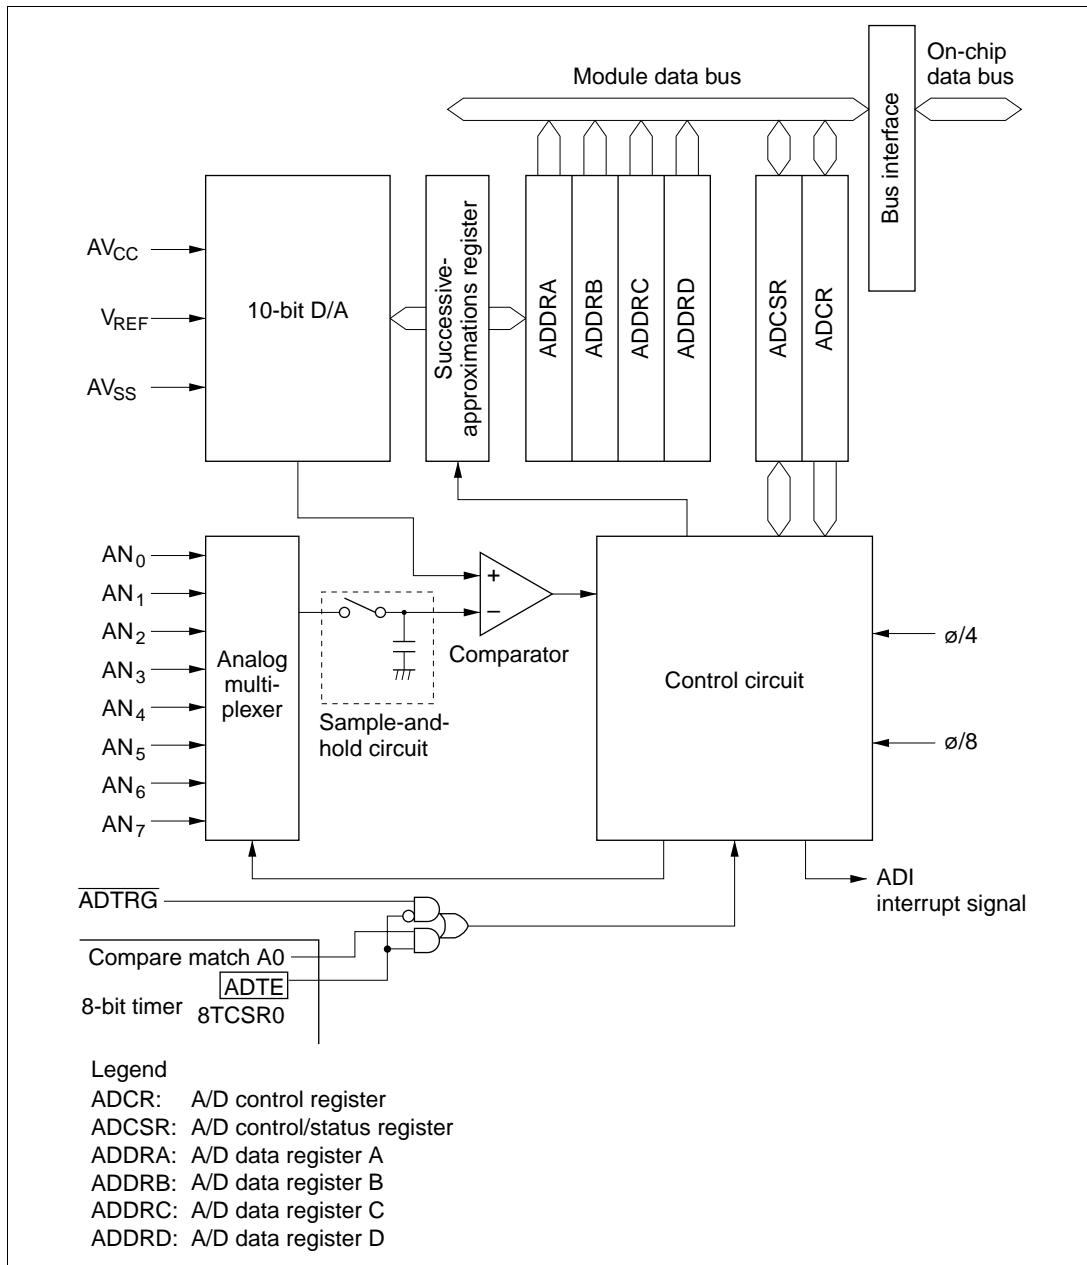 On-chip
data bus
Module data bus
Bus interface
AVCC
VREF
AVSS
10-bit D/A
Successive-
approximations register
ADDRA
ADDRB
ADDRC
ADDRD
ADCSR
ADCR
AN0
AN1
AN2
AN3
AN4
AN5
AN6
AN7
Analog
multi-
plexer
Sample-and-
hold circuit
+
−
Comparator
Control circuit
ø/4
ø/8
ADI
interrupt signal
ADTRG
Compare match A0
ADTE
8-bit timer
8TCSR0
Legend
ADCR: A/D control register
ADCSR: A/D control/status register
ADDRA: A/D data register A
ADDRB: A/D data register B
ADDRC: A/D data register C
ADDRD: A/D data register D